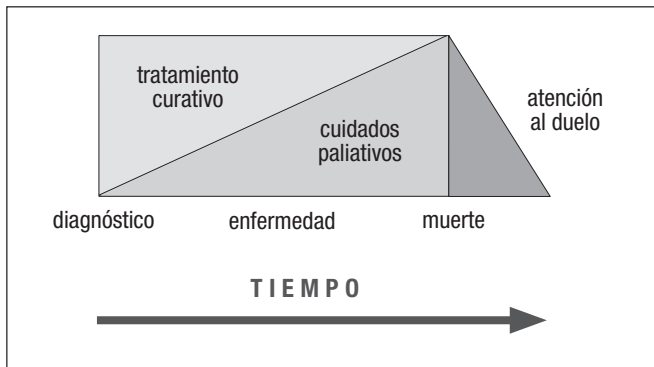 tratamiento
curativo
cuidados
paliativos
atención
al duelo
diagnóstico enfermedad muerte
TIEMPO